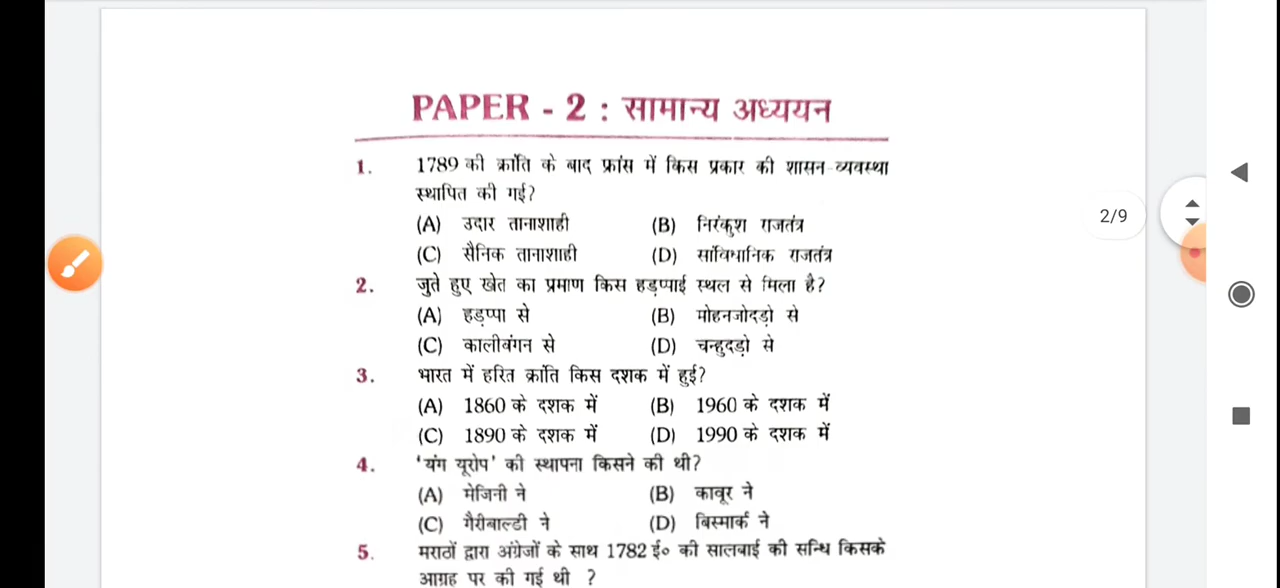 PAPER - 2 : सामान्य अध्ययन
1. 1789 की क्रांति के बाद फ्रांस में किस प्रकार की शासन-व्यवस्था
स्थापित की गई?
(A) उदार तानाशाही (B) निरंकुश राजतंत्र
(C) सैनिक तानाशाही (D) सांविधानिक राजतंत्र
2/9
2. जुते हुए खेत का प्रमाण किस हड़प्पाई स्थल से मिला है?
(A) हड़प्पा से (B) मोहनजोदड़ो से
(C) कालीबंगन से (D) चन्हुदड़ो से
3. भारत में हरित क्रांति किस दशक में हुई?
(A) 1860 के दशक में (B) 1960 के दशक में
(C) 1890 के दशक में (D) 1990 के दशक में
4. 'यंग यूरोप' की स्थापना किसने की थी?
(A) मेजिनी ने (B) कावूर ने
(C) गैरीबाल्डी ने (D) बिस्मार्क ने
5. मराठों द्वारा अंग्रेजों के साथ 1782 ई० की सालबाई की सन्धि किसके
आग्रह पर की गई थी ?